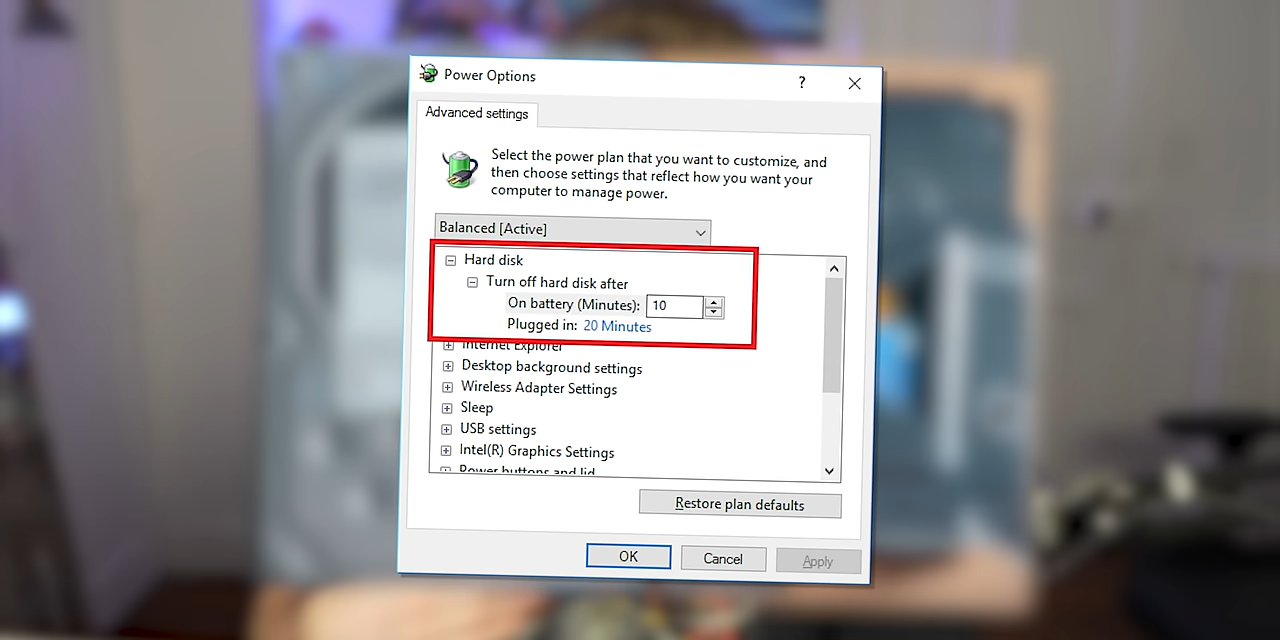 Power Options
?
Advanced settings
Select the power plan that you want to customize, and
then choose settings that reflect how you want your
computer to manage power.
Balanced [Active]
Hard disk
Turn off hard disk after
On battery (Minutes): 10
Plugged in: 20 Minutes
Internet Explorer
Desktop background settings
Wireless Adapter Settings
Sleep
USB settings
Intel(R) Graphics Settings
Power buttons and lid
Restore plan defaults
OK Cancel Apply